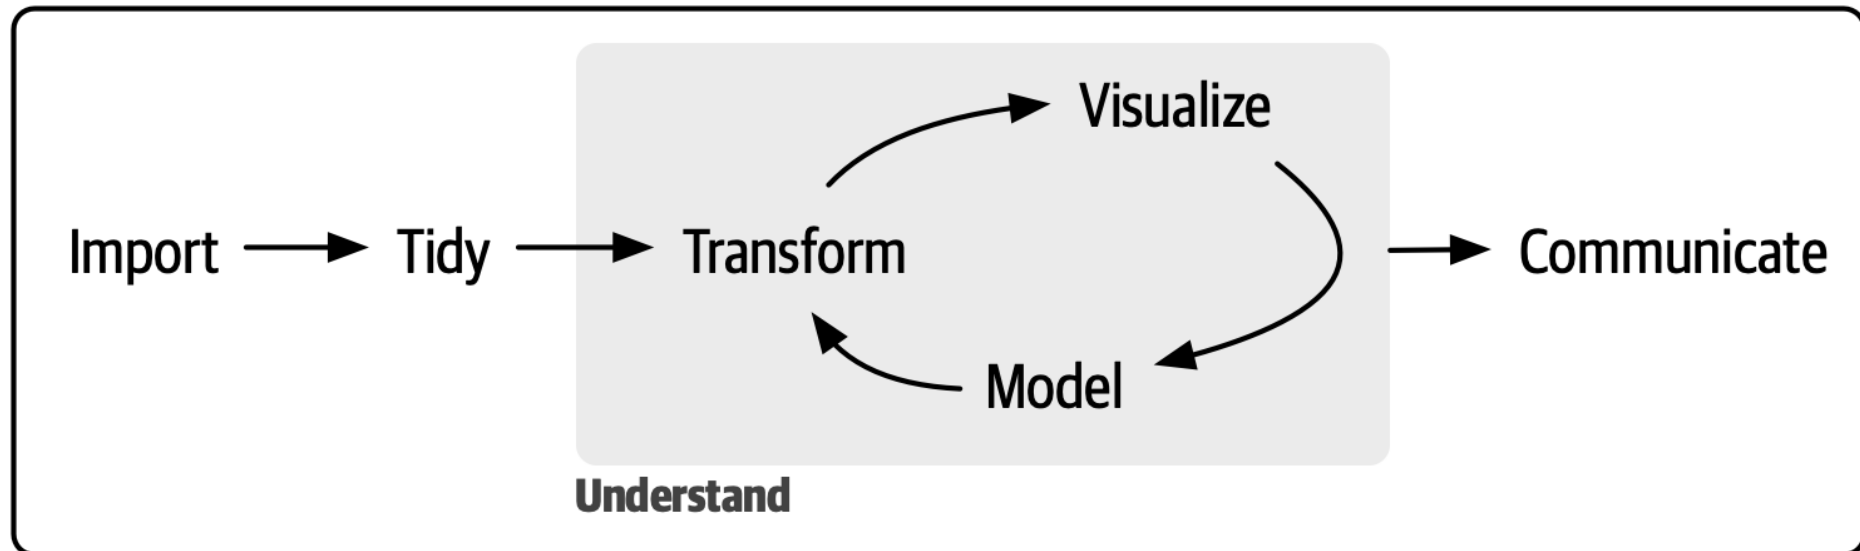 Visualize
Import
Tidy
Transform
Communicate
Model
Understand